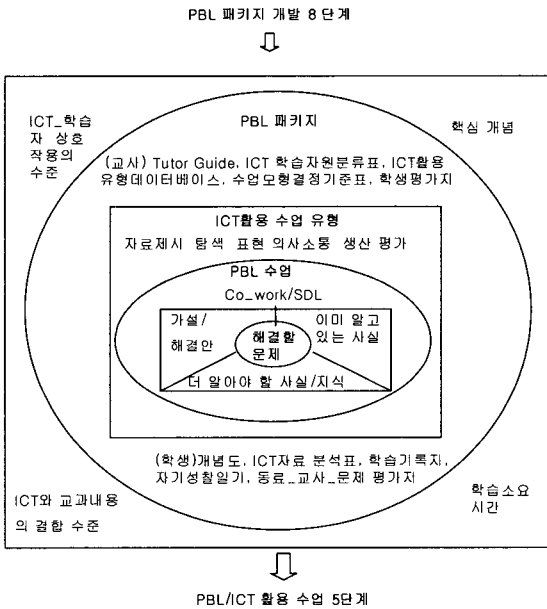 PBL 패키지 개발 8 단계
ICT_학습
자 상호
작용의
수준
PBL 패키지
핵심 개념
(교사) Tutor Guide, ICT 학습자원분류표, ICT활용
유형데이터베이스, 수업모형결정기준표, 학생평가지
ICT활용 수업 유형
자료제시 탐색 표현 의사소통 생산 평가
PBL 수업
Co_work/SDL
가설/
해결안
해결할
문제
이미 알고
있는 사실
더 알아야 할 사실/지식
(학생)개념도, ICT자료 분석표, 학습기록지,
자기성찰일기, 동료_교사_문제 평가지
ICT와 교과내용
의 결합 수준
학습소요
시간
PBL/ICT 활용 수업 5단계